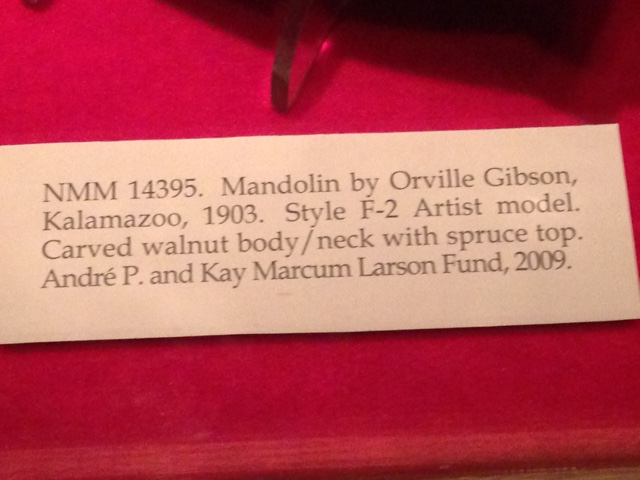 NMM 14395. Mandolin by Orville Gibson,
Kalamazoo, 1903. Style F-2 Artist model.
Carved walnut body/neck with spruce top.
André P. and Kay Marcum Larson Fund, 2009.